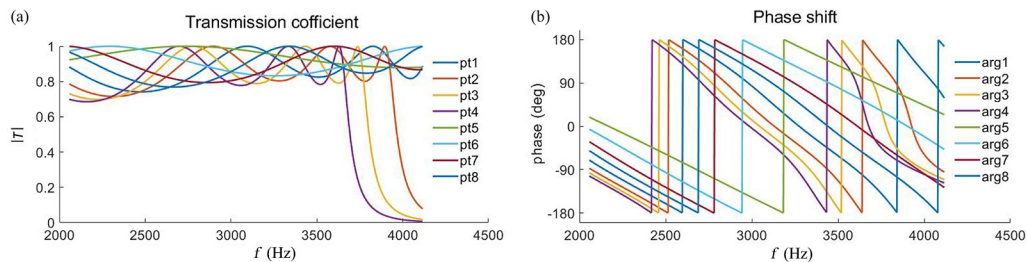 (a)
Transmission cofficient
|T|
1
0.8
0.6
0.4
0.2
0
2000 2500 3000 3500 4000 4500
f (Hz)
pt1
pt2
pt3
pt4
pt5
pt6
pt7
pt8
(b)
Phase shift
phase (deg)
180
90
0
-90
-180
2000 2500 3000 3500 4000 4500
f (Hz)
arg1
arg2
arg3
arg4
arg5
arg6
arg7
arg8